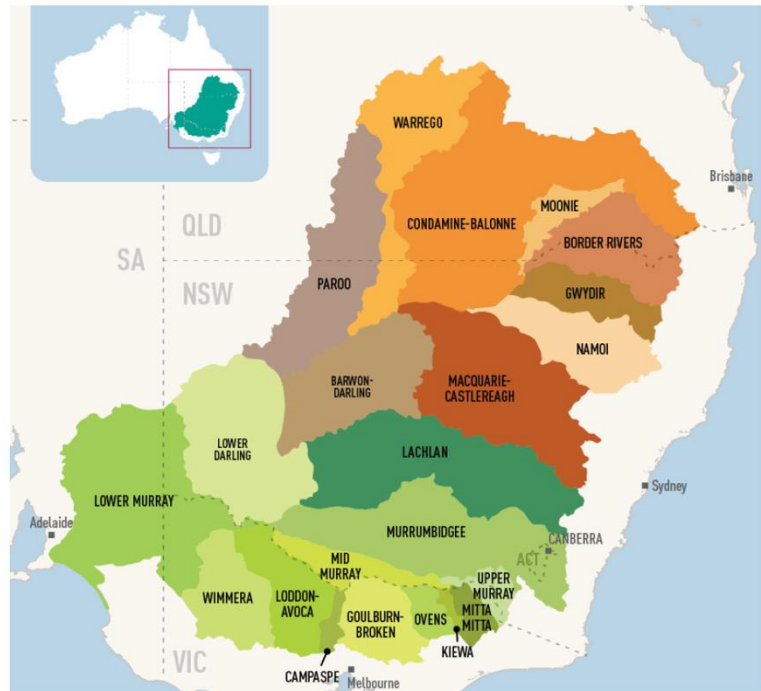 WARREGO
Brisbane
MOONIE
CONDAMINE-BALONNE
QLD
BORDER RIVERS
SA
PAROO
NSW
GWYDIR
NAMOI
BARWON-
DARLING
MACQUARIE-
CASTLEREAGH
LOWER
DARLING
LACHLAN
Sydney
LOWER MURRAY
Adelaide
MURRUMBIDGEE
CANBERRA
ACT
MID
MURRAY
UPPER
MURRAY
WIMMERA
LODDON-
AVOCA
GOULBURN-
BROKEN
OVENS
MITTA
MITTA
KIEWA
VIC
CAMPASPE
Melbourne